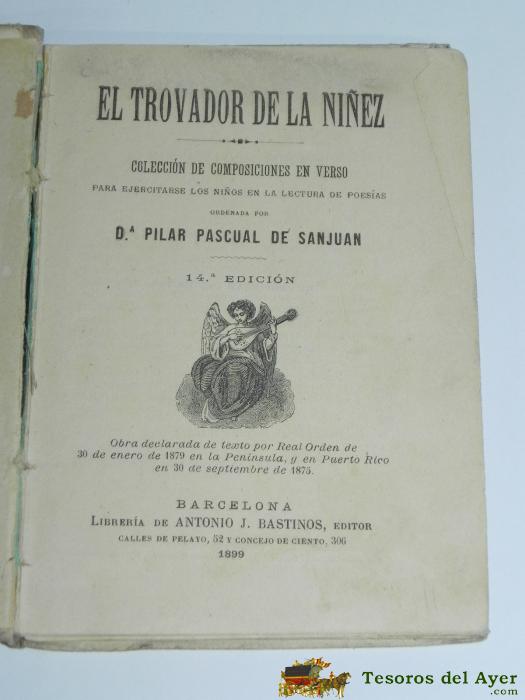 EL TROVADOR DE LA NIÑEZ
COLECCIÓN DE COMPOSICIONES EN VERSO
PARA EJERCITARSE LOS NIÑOS EN LA LECTURA DE POESÍAS
ORDENADA POR
D.ª PILAR PASCUAL DE SANJUAN
14.ª EDICIÓN
Obra declarada de texto por Real Orden de
30 de enero de 1879 en la Península, y en Puerto Rico
en 30 de septiembre de 1875.
BARCELONA
LIBRERÍA DE ANTONIO J. BASTINOS, EDITOR
CALLES DE PELAYO, 52 Y CONCEJO DE CIENTO, 306
1899
Tesoros del Ayer
.com